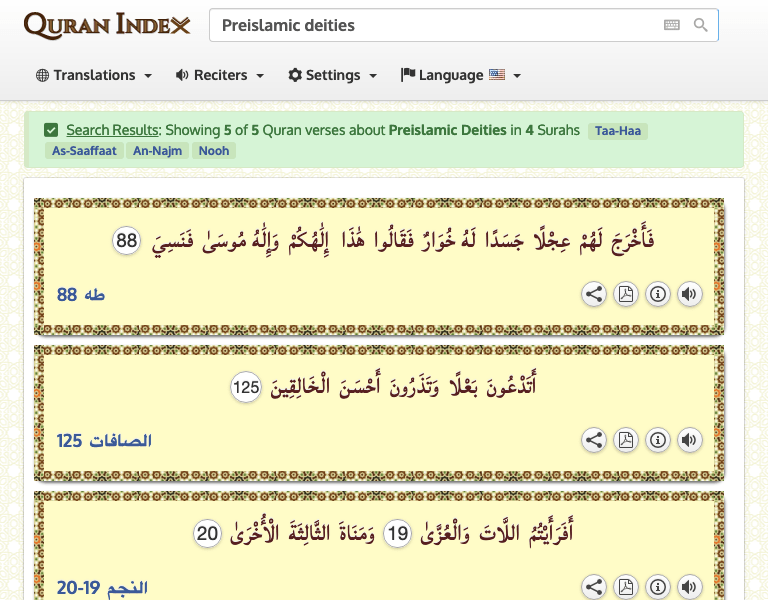 QURAN INDEX
Preislamic deities
Translations Reciters Settings Language
Search Results: Showing 5 of 5 Quran verses about Preislamic Deities in 4 Surahs Taa-Haa
As-Saaffaat An-Najm Nooh
فَأَخْرَجَ لَهُمْ عِجْلًا جَسَدًا لَهُ خُوَارٌ فَقَالُوا هَٰذَا إِلَٰهُكُمْ وَإِلَٰهُ مُوسَىٰ فَنَسِيَ 88
طه 88
أَتَدْعُونَ بَعْلًا وَتَذَرُونَ أَحْسَنَ الْخَالِقِينَ 125
الصافات 125
أَفَرَأَيْتُمُ اللَّاتَ وَالْعُزَّىٰ 19 وَمَنَاةَ الثَّالِثَةَ الْأُخْرَىٰ 20
النجم 19-20